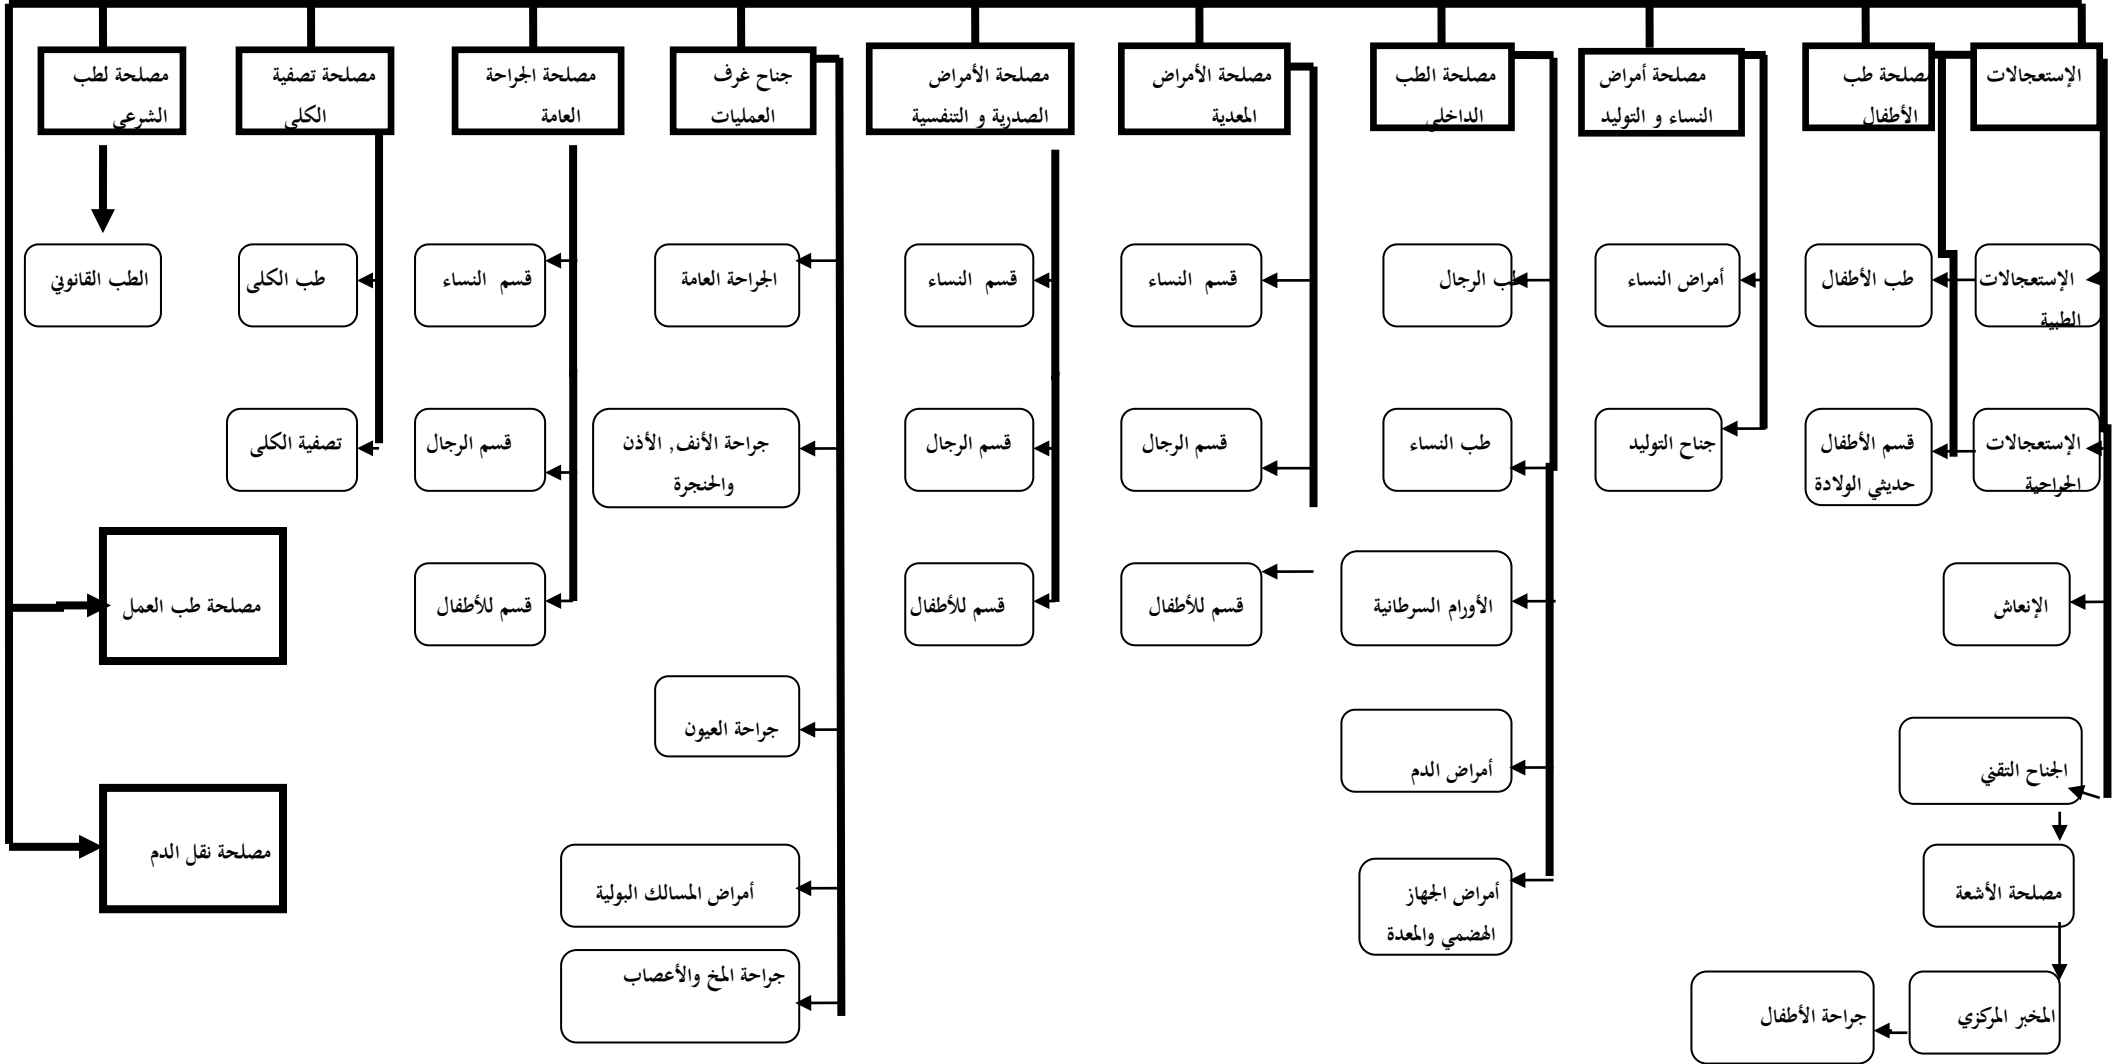 الإستعجالات
مصلحة طب
الأطفال
مصلحة أمراض
النساء و التوليد
مصلحة الطب
الداخلي
مصلحة الأمراض
المعدية
مصلحة الأمراض
الصدرية و التنفسية
جناح غرف
العمليات
مصلحة الجراحة
العامة
مصلحة تصفية
الكلى
مصلحة لطب
الشرعي
الإستعجالات
الطبية
طب الأطفال
أمراض النساء
طب الرجال
قسم النساء
قسم النساء
الجراحة العامة
قسم النساء
طب الكلى
الطب القانوني
الإستعجالات
الجراحية
قسم الأطفال
حديثي الولادة
جناح التوليد
طب النساء
قسم الرجال
قسم الرجال
جراحة الأنف, الأذن
والحنجرة
قسم الرجال
تصفية الكلى
الإنعاش
الأورام السرطانية
قسم للأطفال
قسم للأطفال
قسم للأطفال
مصلحة طب العمل
جراحة العيون
الجناح التقني
أمراض الدم
مصلحة نقل الدم
مصلحة الأشعة
أمراض الجهاز
الهضمي والمعدة
أمراض المسالك البولية
جراحة المخ والأعصاب
المخبر المركزي
جراحة الأطفال